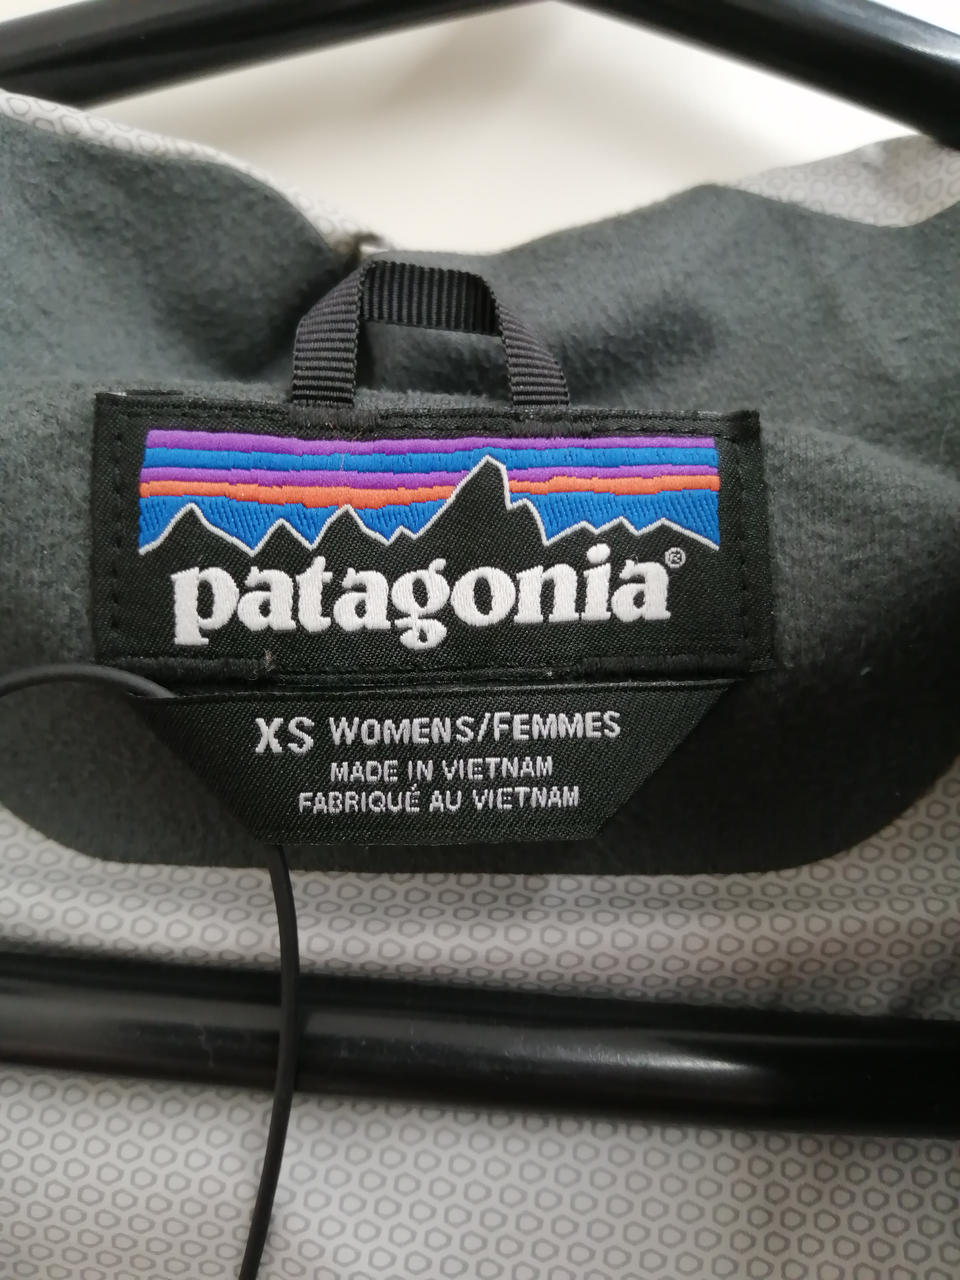 patagonia®
XS WOMENS/FEMMES
MADE IN VIETNAM
FABRIQUÉ AU VIETNAM